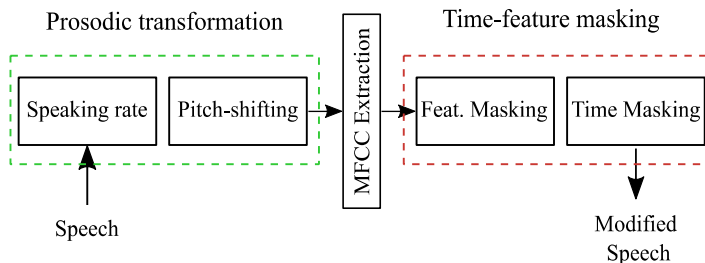 Prosodic transformation
Time-feature masking
Speaking rate
Pitch-shifting
MFCC Extraction
Feat. Masking
Time Masking
Speech
Modified
Speech